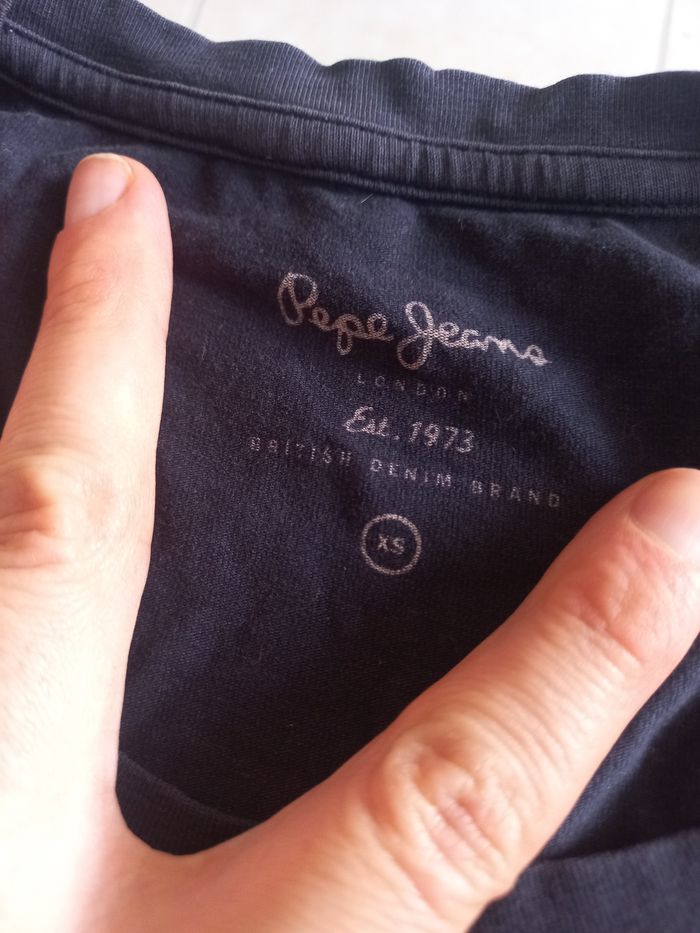 Pepe Jeans
LONDON
Est. 1973
BRITISH DENIM BRAND
XS